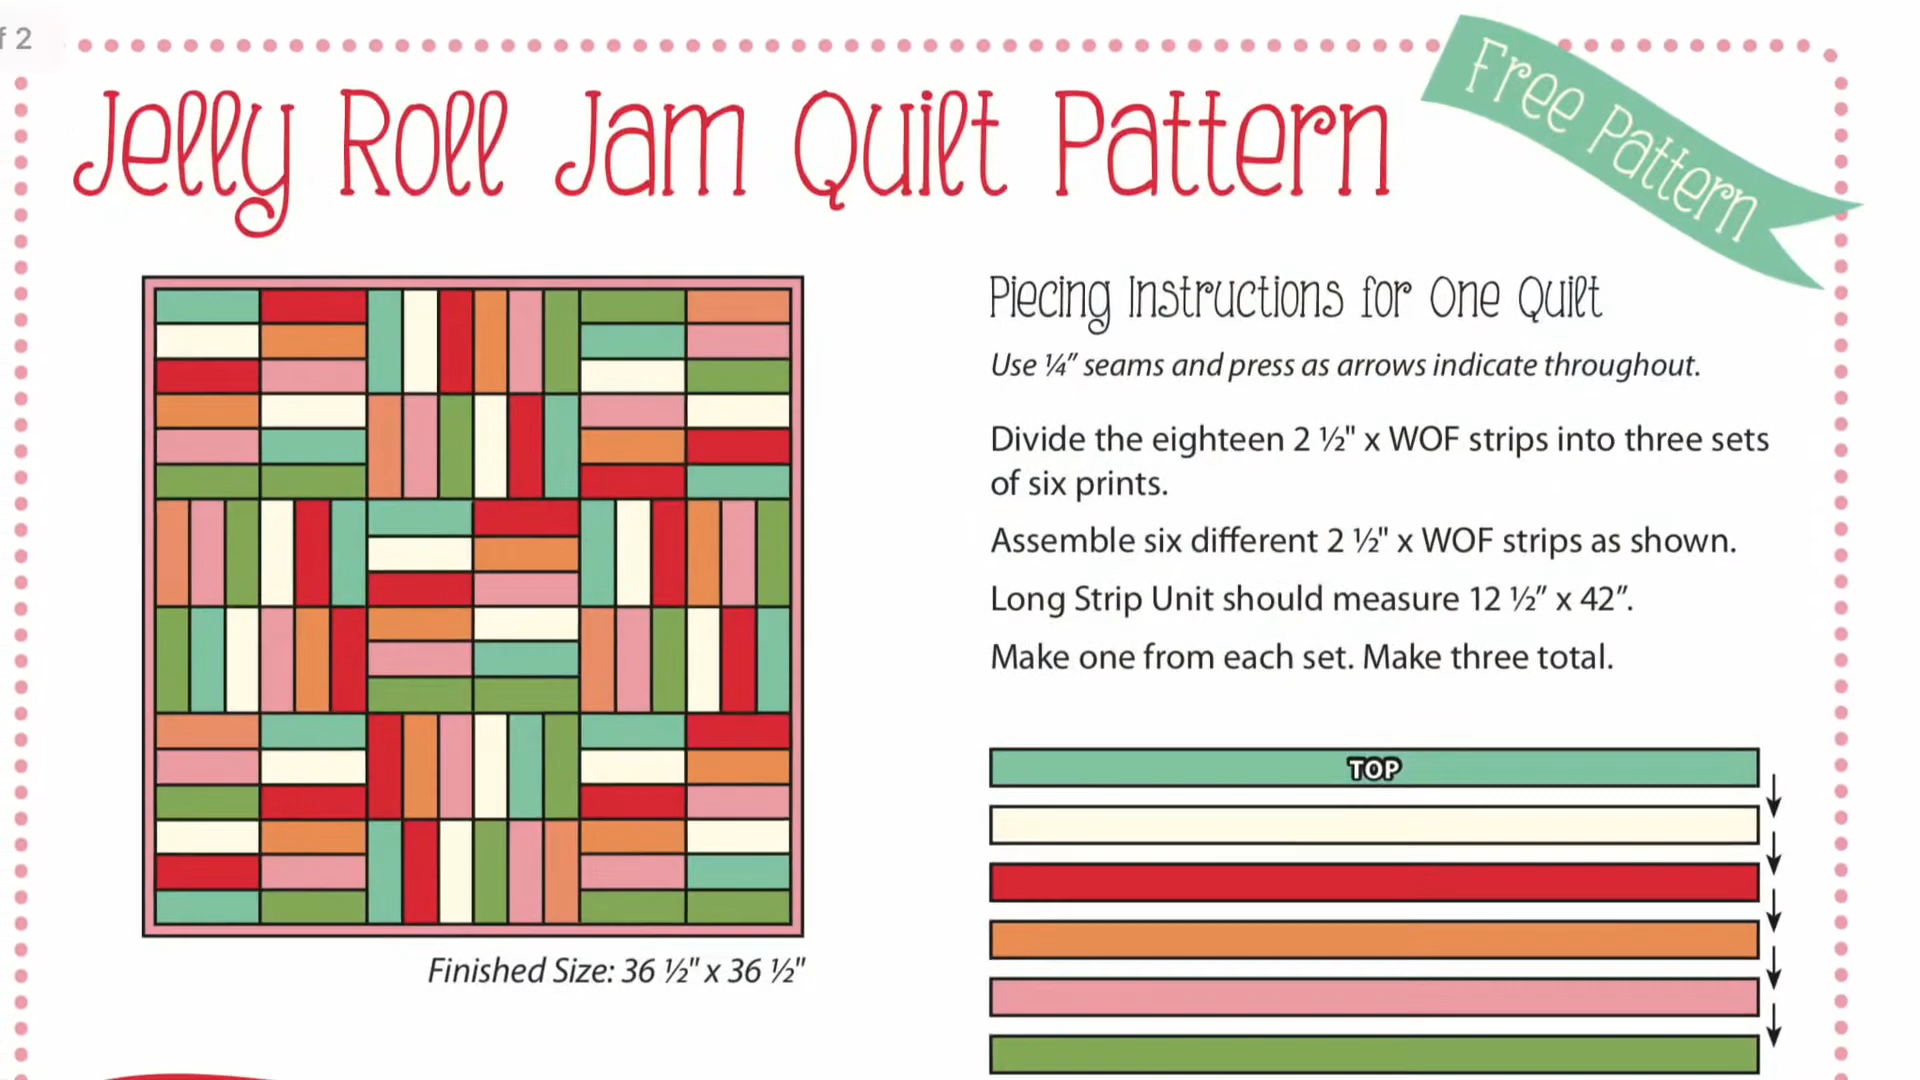 f 2
Jelly Roll Jam Quilt Pattern
Free Pattern
Piecing Instructions for One Quilt
Use ¼" seams and press as arrows indicate throughout.
Divide the eighteen 2 ½" x WOF strips into three sets
of six prints.
Assemble six different 2 ½" x WOF strips as shown.
Long Strip Unit should measure 12 ½" x 42".
Make one from each set. Make three total.
TOP
Finished Size: 36 ½" x 36 ½"